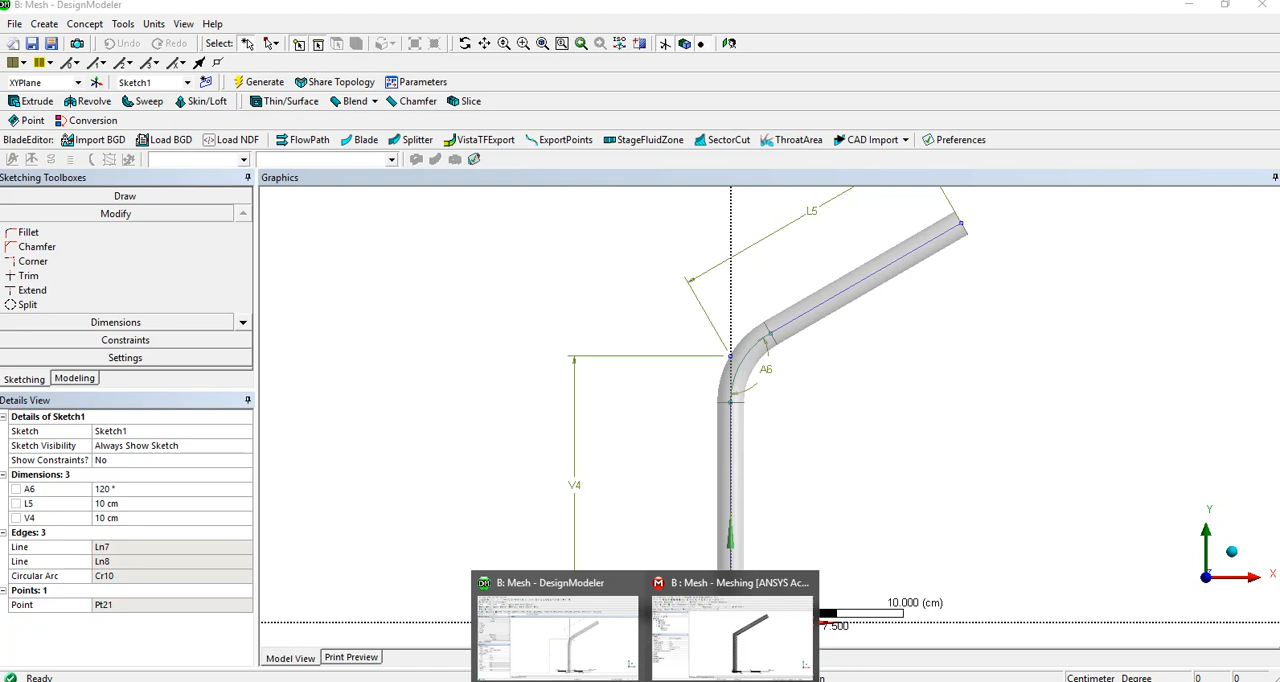 B: Mesh - DesignModeler
File Create Concept Tools Units View Help
Undo Redo Select:
XYPlane Sketch1 Generate Share Topology Parameters
Extrude Revolve Sweep Skin/Loft Thin/Surface Blend Chamfer Slice
Point Conversion
BladeEditor: Import BGD Load BGD Load NDF FlowPath Blade Splitter VistaTFExport ExportPoints StageFluidZone SectorCut ThroatArea CAD Import Preferences
Sketching Toolboxes
Draw
Modify
Fillet
Chamfer
Corner
Trim
Extend
Split
Dimensions
Constraints
Settings
Sketching Modeling
Details View
Details of Sketch1
Sketch Sketch1
Sketch Visibility Always Show Sketch
Show Constraints? No
Dimensions: 3
A6 120 °
L5 10 cm
V4 10 cm
Edges: 3
Line Ln7
Line Ln8
Circular Arc Cr10
Points: 1
Point Pt21
Graphics
L5
A6
V4
Y
X
10.000 (cm)
7.500
B: Mesh - DesignModeler
B : Mesh - Meshing [ANSYS Ac...
Model View Print Preview
Ready
Centimeter Degree 0 0